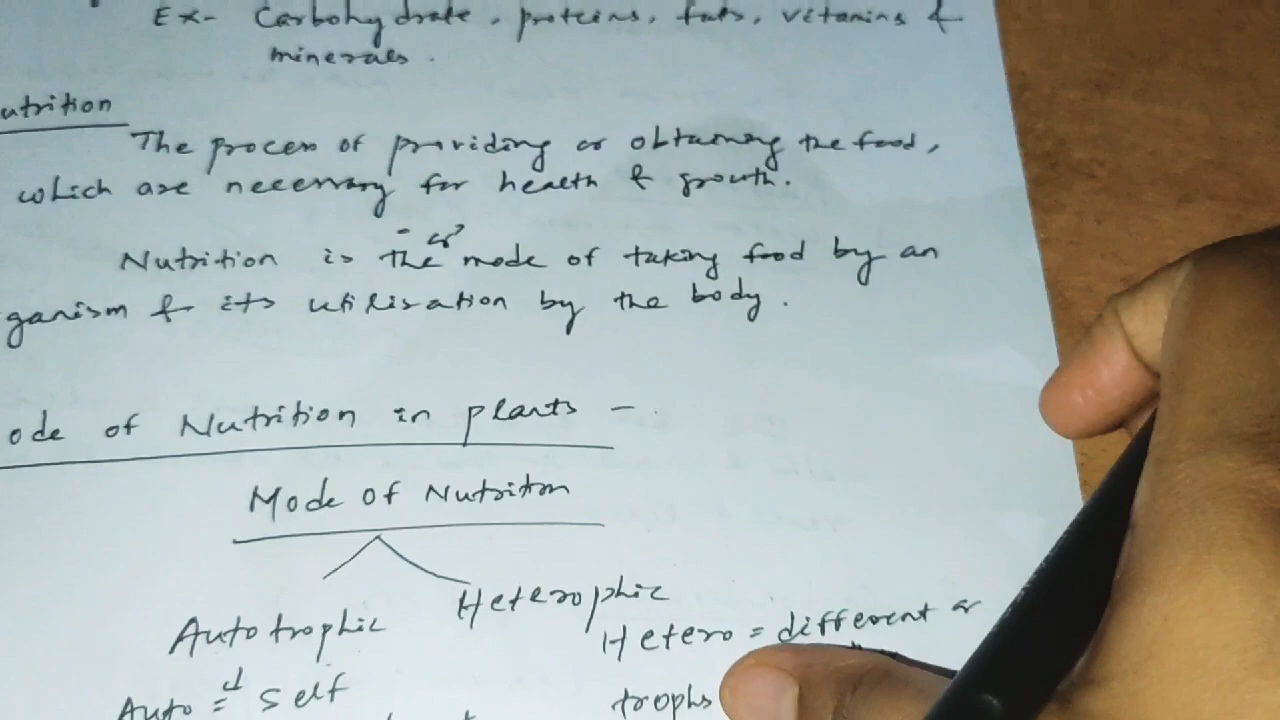 Ex- Carbohydrate, proteins, fats, vitamins &
minerals.
utrition
The process of providing or obtaining the food,
which are necessary for health & growth.
- or
Nutrition is the mode of taking food by an
ganism & its utilisation by the body.
ode of Nutrition in plants -
Mode of Nutrition
Autotrophic Heterophic
Hetero = different or
Auto = self
trophs